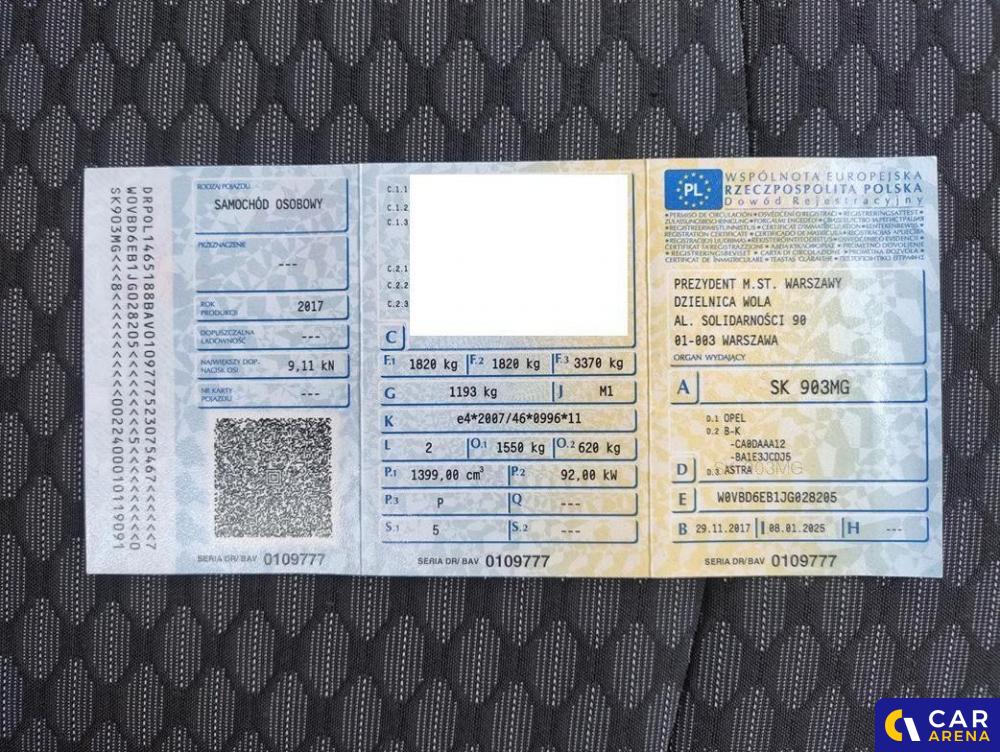 DRPOL1465188BAV0109777523075467<<<<7
W0VBD6EB1JG028205<<<<<<<<5<<<<<<<<0
SK903MG<<<8<<<<<<<<<<002240001019091
RODZAJ POJAZDU
SAMOCHÓD OSOBOWY
PRZEZNACZENIE
---
ROK PRODUKCJI 2017
DOPUSZCZALNA ŁADOWNOŚĆ ---
NAJWIĘKSZY DOP. NACISK OSI 9,11 kN
NR KARTY POJAZDU ---
SERIA DR/BAV 0109777
C.1.1
C.1.2
C.1.3
C.2.1
C.2.2
C.2.3
C
F.1 1820 kg F.2 1820 kg F.3 3370 kg
G 1193 kg J M1
K e4*2007/46*0996*11
L 2 O.1 1550 kg O.2 620 kg
P.1 1399,00 cm³ P.2 92,00 kW
P.3 P Q ---
S.1 5 S.2 ---
SERIA DR/BAV 0109777
PL
WSPÓLNOTA EUROPEJSKA
RZECZPOSPOLITA POLSKA
Dowód Rejestracyjny
PREZYDENT M.ST. WARSZAWY
DZIELNICA WOLA
AL. SOLIDARNOŚCI 90
01-003 WARSZAWA
ORGAN WYDAJĄCY
A SK 903MG
D.1 OPEL
D.2 B-K
-CA0DAAA12
-BA1E3JCDJ5
D D.3 ASTRA
E W0VBD6EB1JG028205
B 29.11.2017 I 08.01.2025 H ---
SERIA DR/BAV 0109777
CAR
ARENA